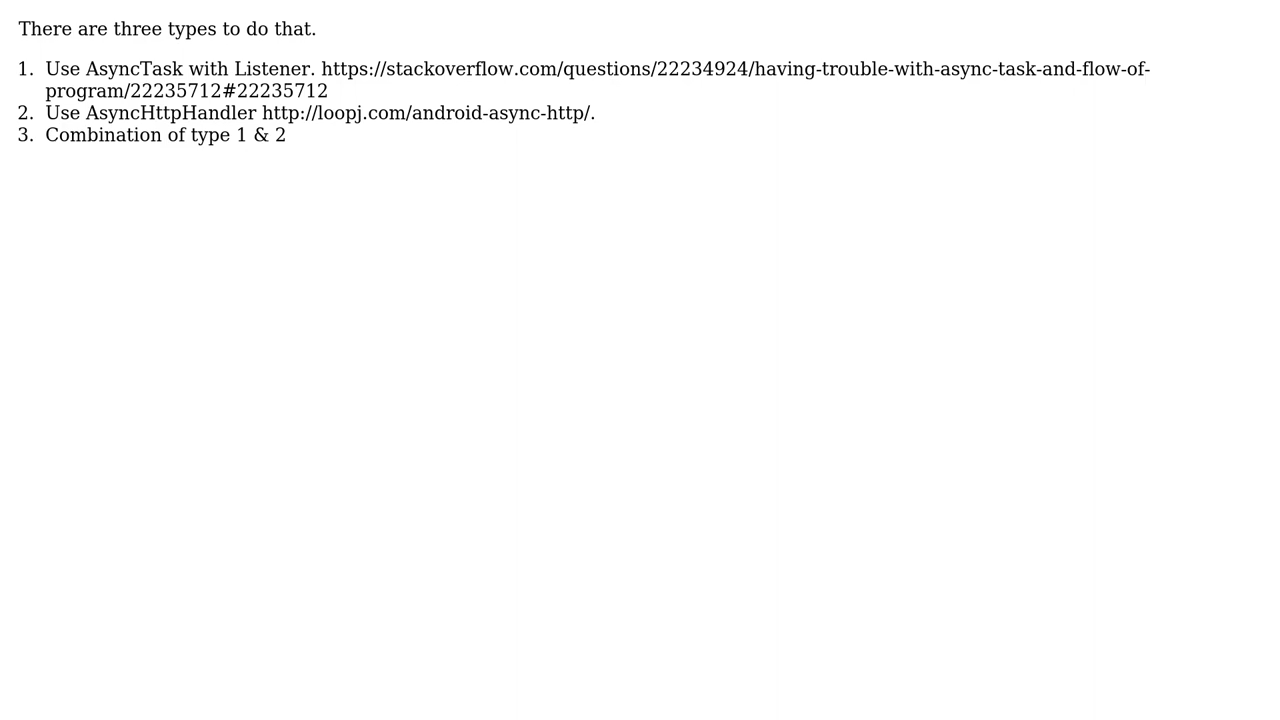 There are three types to do that.
1. Use AsyncTask with Listener. https://stackoverflow.com/questions/22234924/having-trouble-with-async-task-and-flow-of-
program/22235712#22235712
2. Use AsyncHttpHandler http://loopj.com/android-async-http/.
3. Combination of type 1 & 2